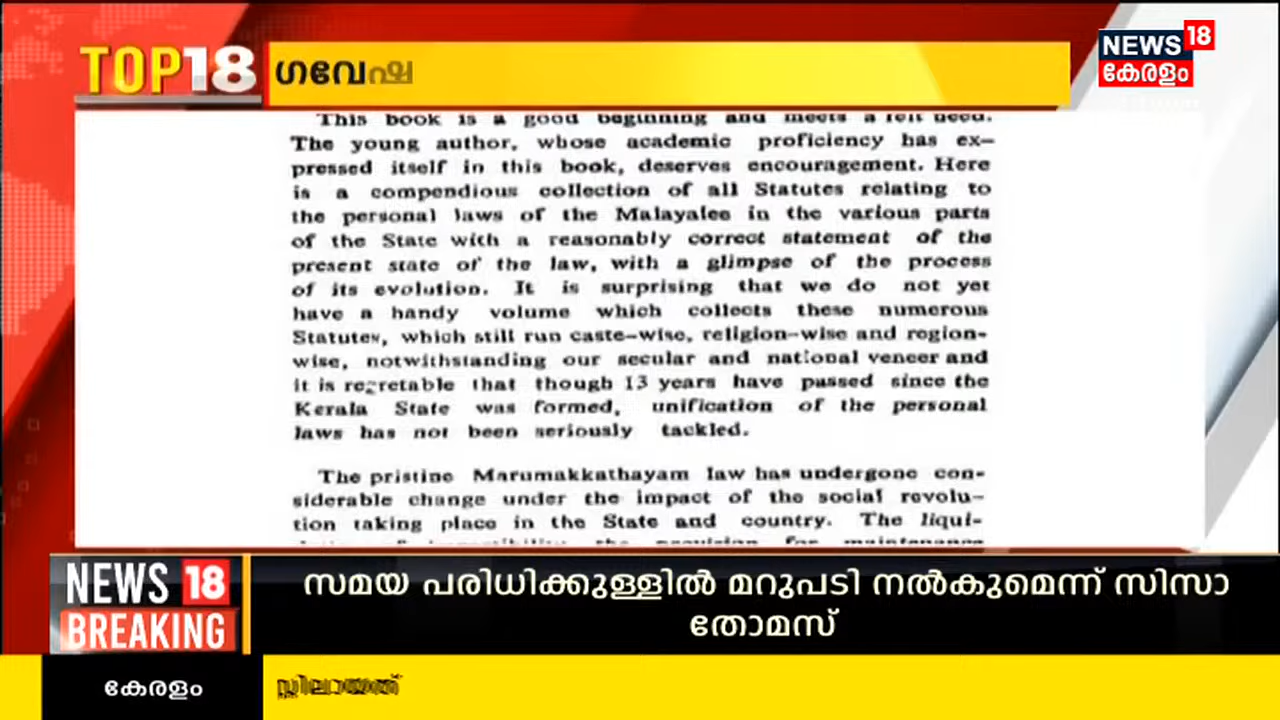 TOP18
ഗവേഷ
NEWS 18
കേരളം
This book is a good beginning and meets a felt need.
The young author, whose academic proficiency has ex-
pressed itself in this book, deserves encouragement. Here
is a compendious collection of all Statutes relating to
the personal laws of the Malayalee in the various parts
of the State with a reasonably correct statement of the
present state of the law, with a glimpse of the process
of its evolution. It is surprising that we do not yet
have a handy volume which collects these numerous
Statutes, which still run caste-wise, religion-wise and region-
wise, notwithstanding our secular and national veneer and
it is regretable that though 13 years have passed since the
Kerala State was formed, unification of the personal
laws has not been seriously tackled.
The pristine Marumakkathayam law has undergone con-
siderable change under the impact of the social revolu-
tion taking place in the State and country. The liqui-
the provision for maintenance
NEWS 18
BREAKING
സമയ പരിധിക്കുള്ളിൽ മറുപടി നൽകുമെന്ന് സിസാ
തോമസ്
കേരളം